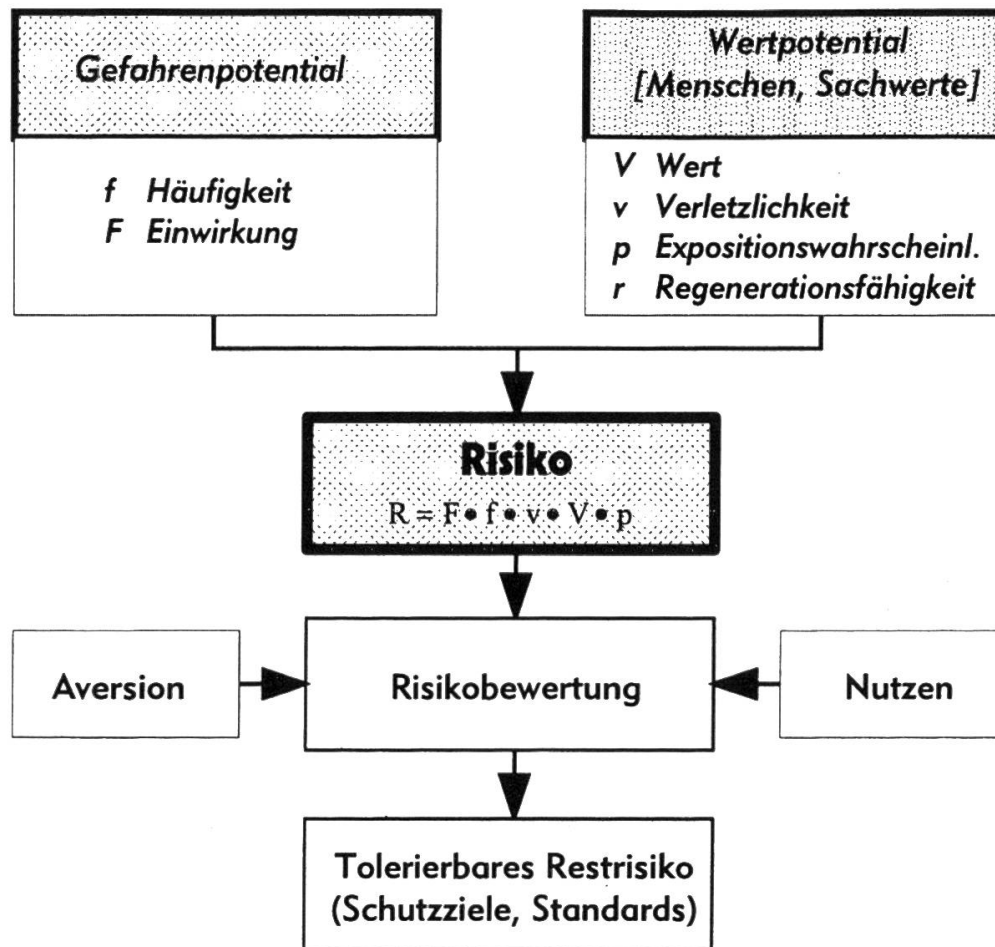 Gefahrenpotential
f Häufigkeit
F Einwirkung
Wertpotential
[Menschen, Sachwerte]
V Wert
v Verletzlichkeit
p Expositionswahrscheinl.
r Regenerationsfähigkeit
Risiko
R = F • f • v • V • p
Aversion
Risikobewertung
Nutzen
Tolerierbares Restrisiko
(Schutzziele, Standards)